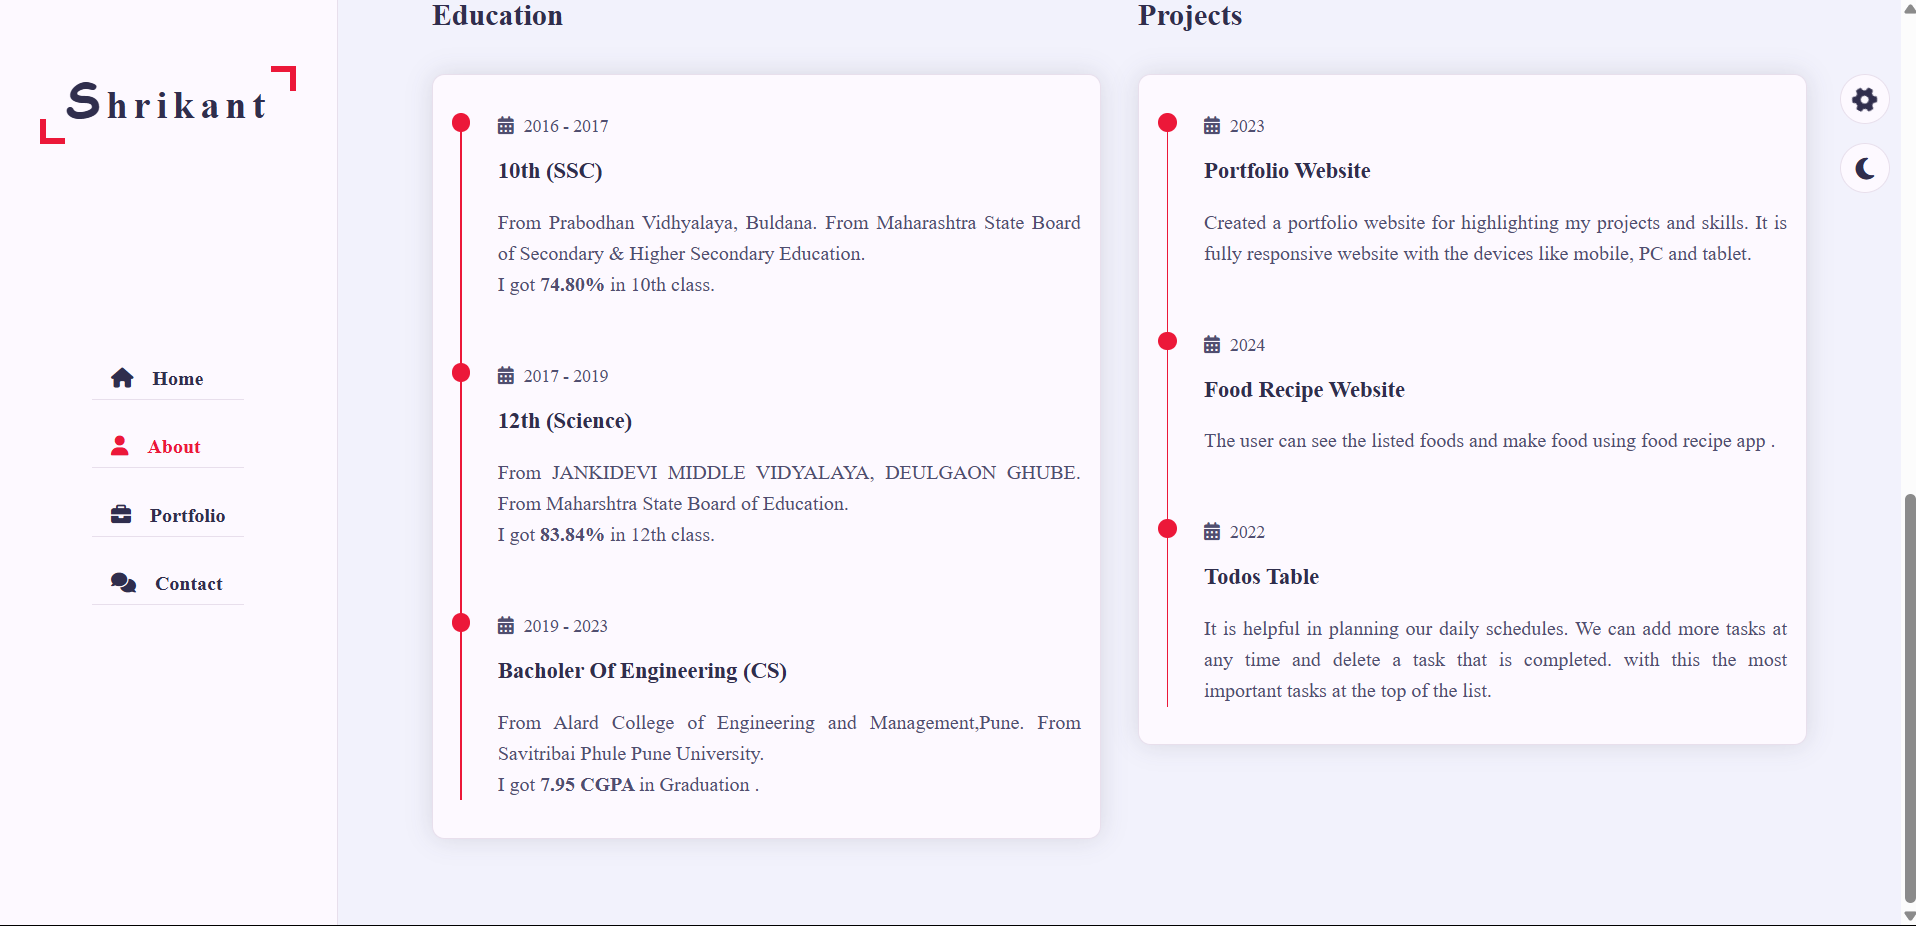 Shrikant
Home
About
Portfolio
Contact
Education
2016 - 2017
10th (SSC)
From Prabodhan Vidhyalaya, Buldana. From Maharashtra State Board
of Secondary & Higher Secondary Education.
I got 74.80% in 10th class.
2017 - 2019
12th (Science)
From JANKIDEVI MIDDLE VIDYALAYA, DEULGAON GHUBE.
From Maharshtra State Board of Education.
I got 83.84% in 12th class.
2019 - 2023
Bacholer Of Engineering (CS)
From Alard College of Engineering and Management,Pune. From
Savitribai Phule Pune University.
I got 7.95 CGPA in Graduation .
Projects
2023
Portfolio Website
Created a portfolio website for highlighting my projects and skills. It is
fully responsive website with the devices like mobile, PC and tablet.
2024
Food Recipe Website
The user can see the listed foods and make food using food recipe app .
2022
Todos Table
It is helpful in planning our daily schedules. We can add more tasks at
any time and delete a task that is completed. with this the most
important tasks at the top of the list.